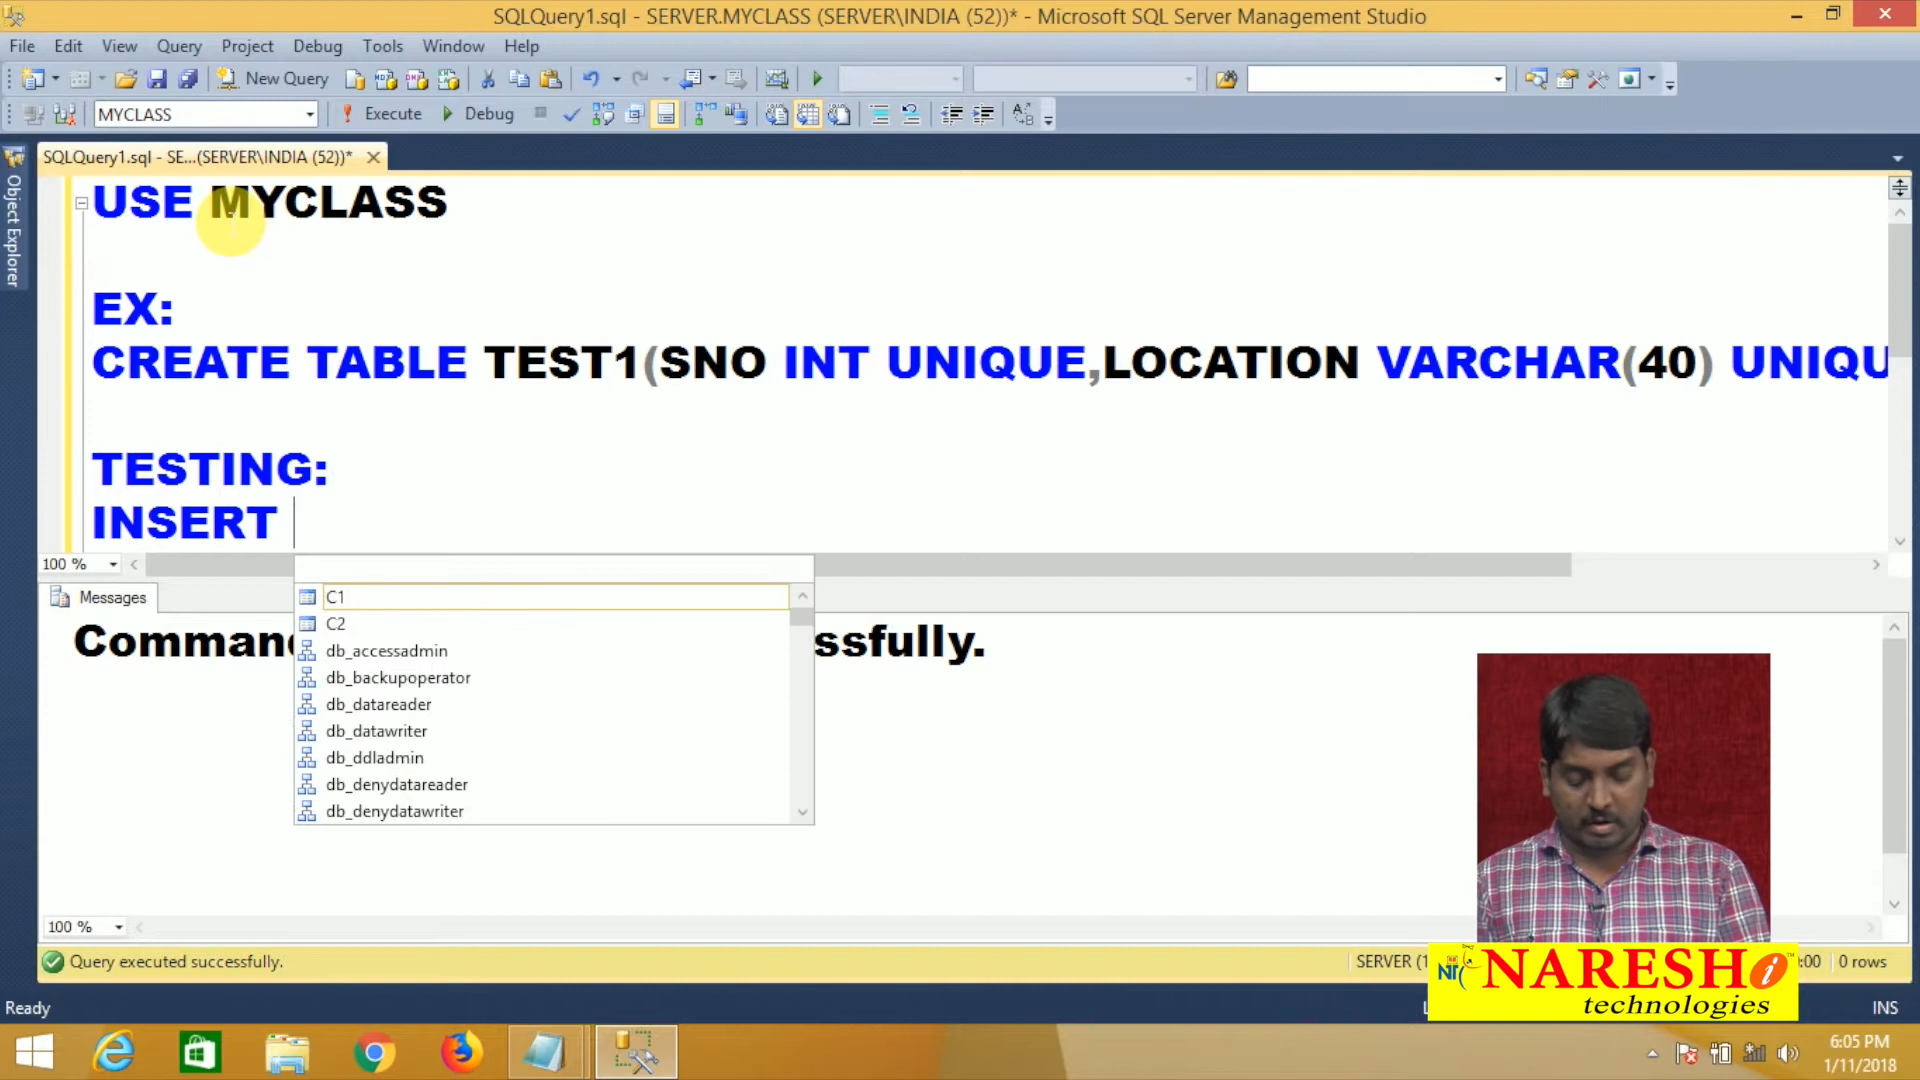 SQLQuery1.sql - SERVER.MYCLASS (SERVER\INDIA (52))* - Microsoft SQL Server Management Studio
File Edit View Query Project Debug Tools Window Help
New Query
MYCLASS Execute Debug
SQLQuery1.sql - SE...(SERVER\INDIA (52))*
Object Explorer
USE MYCLASS
EX:
CREATE TABLE TEST1(SNO INT UNIQUE,LOCATION VARCHAR(40) UNIQU
TESTING:
INSERT
100 %
Messages
C1
C2
Command ssfully.
db_accessadmin
db_backupoperator
db_datareader
db_datawriter
db_ddladmin
db_denydatareader
db_denydatawriter
100 %
Query executed successfully. SERVER (1 :00 0 rows
NARESH i
technologies
Ready INS
6:05 PM
1/11/2018